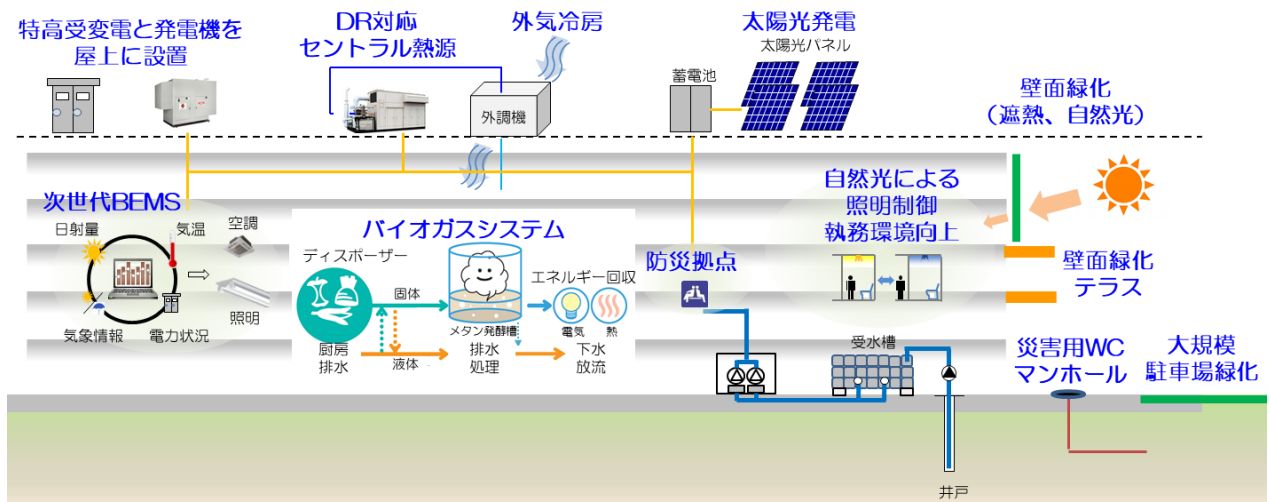 特高受変電と発電機を
屋上に設置
DR対応
セントラル熱源
外気冷房
外調機
太陽光発電
太陽光パネル
蓄電池
壁面緑化
（遮熱、自然光）
次世代BEMS
日射量
気温
空調
照明
気象情報
電力状況
バイオガスシステム
ディスポーザー
固体
液体
厨房
排水
メタン発酵槽
排水
処理
エネルギー回収
電気
熱
下水
放流
防災拠点
自然光による
照明制御
執務環境向上
壁面緑化
テラス
受水槽
井戸
災害用WC
マンホール
大規模
駐車場緑化